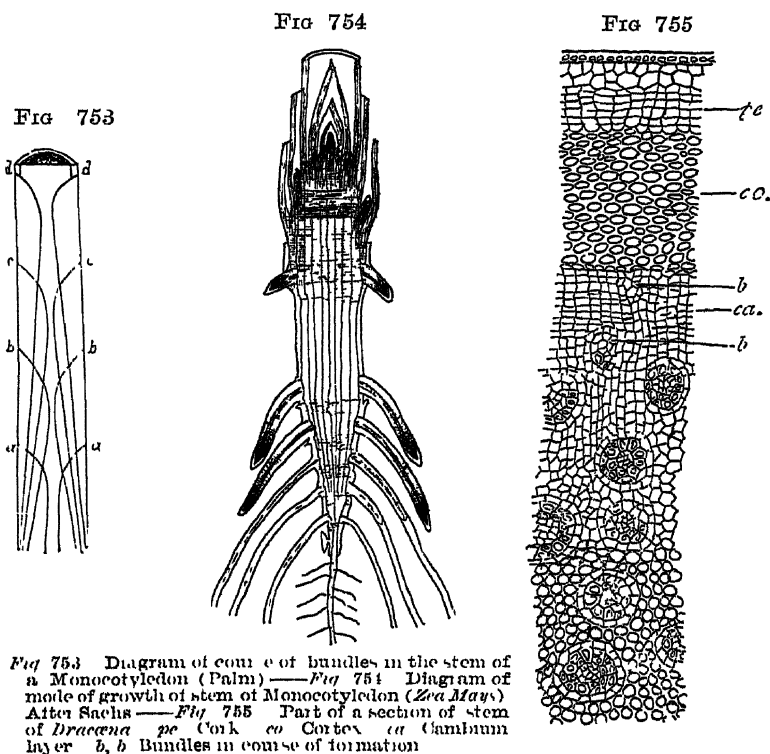 FIG 754
FIG 755
FIG 753
d d
c c
b b
a a
pe
co.
b
ca.
b
Fig 753 Diagram of course of bundles in the stem of
a Monocotyledon (Palm) —— Fig 754 Diagram of
mode of growth of stem of Monocotyledon (Zea Mays)
After Sachs —— Fig 755 Part of a section of stem
of Dracæna pe Cork co Cortex ca Cambium
layer b, b Bundles in course of formation